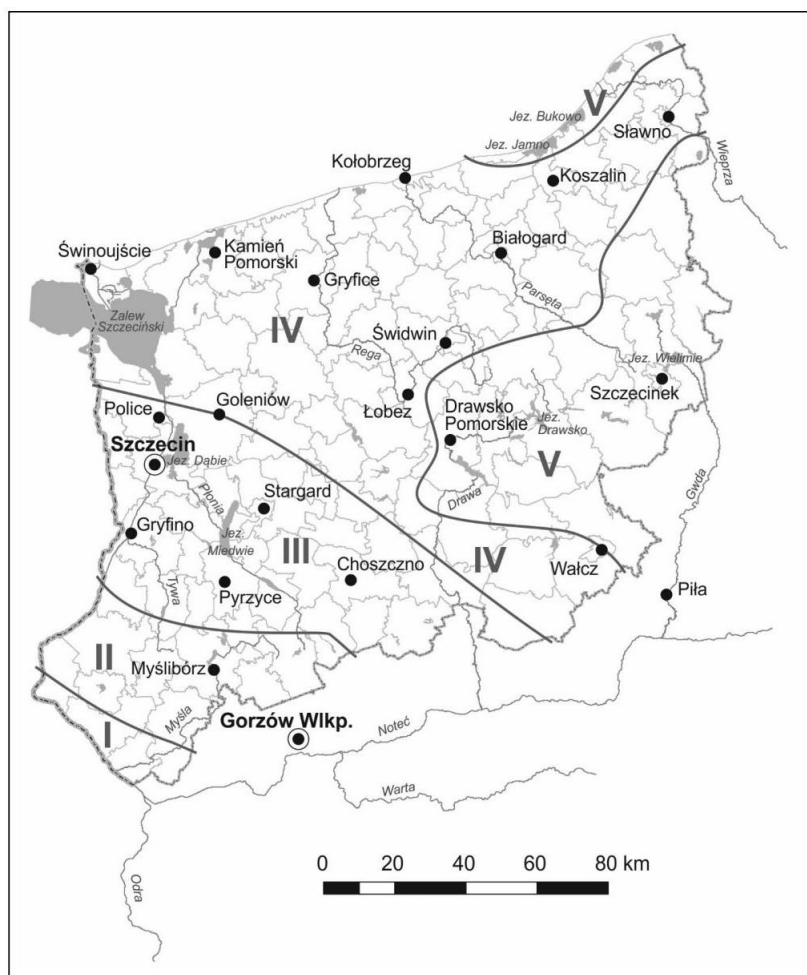 V
Jez. Bukowo
Sławno
Jez. Jamno
Wieprza
Kołobrzeg
Koszalin
Świnoujście
Kamień
Pomorski
Białogard
Gryfice
Parsęta
Zalew
Szczeciński
IV
Świdwin
Rega
Jez. Wielimie
Szczecinek
Łobez
Police
Goleniów
Drawsko
Pomorskie
Jez.
Drawsko
Szczecin
Jez. Dąbie
V
Płonia
Drawa
Gwda
Stargard
Gryfino
Jez.
Miedwie
III
IV
Wałcz
Choszczno
Tywa
Pyrzyce
Piła
II
Myślibórz
I
Myśla
Gorzów Wlkp.
Noteć
Warta
Odra
0 20 40 60 80 km